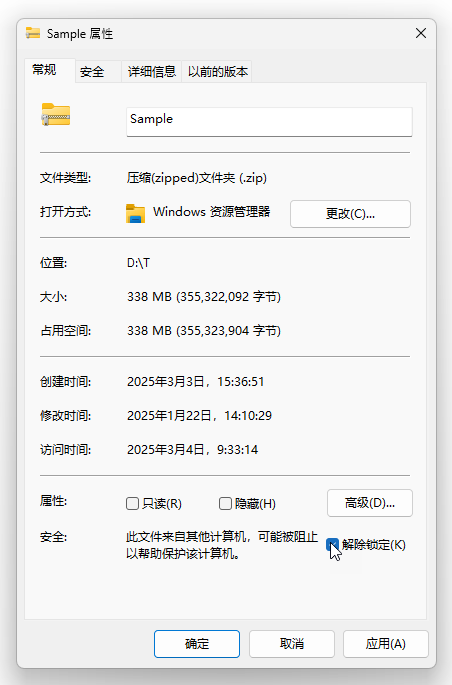 Sample 属性
常规 安全 详细信息 以前的版本
Sample
文件类型: 压缩(zipped)文件夹 (.zip)
打开方式: Windows 资源管理器 更改(C)...
位置: D:\T
大小: 338 MB (355,322,092 字节)
占用空间: 338 MB (355,323,904 字节)
创建时间: 2025年3月3日，15:36:51
修改时间: 2025年1月22日，14:10:29
访问时间: 2025年3月4日，9:33:14
属性: 只读(R) 隐藏(H) 高级(D)...
安全: 此文件来自其他计算机，可能被阻止
以帮助保护该计算机。 解除锁定(K)
确定 取消 应用(A)